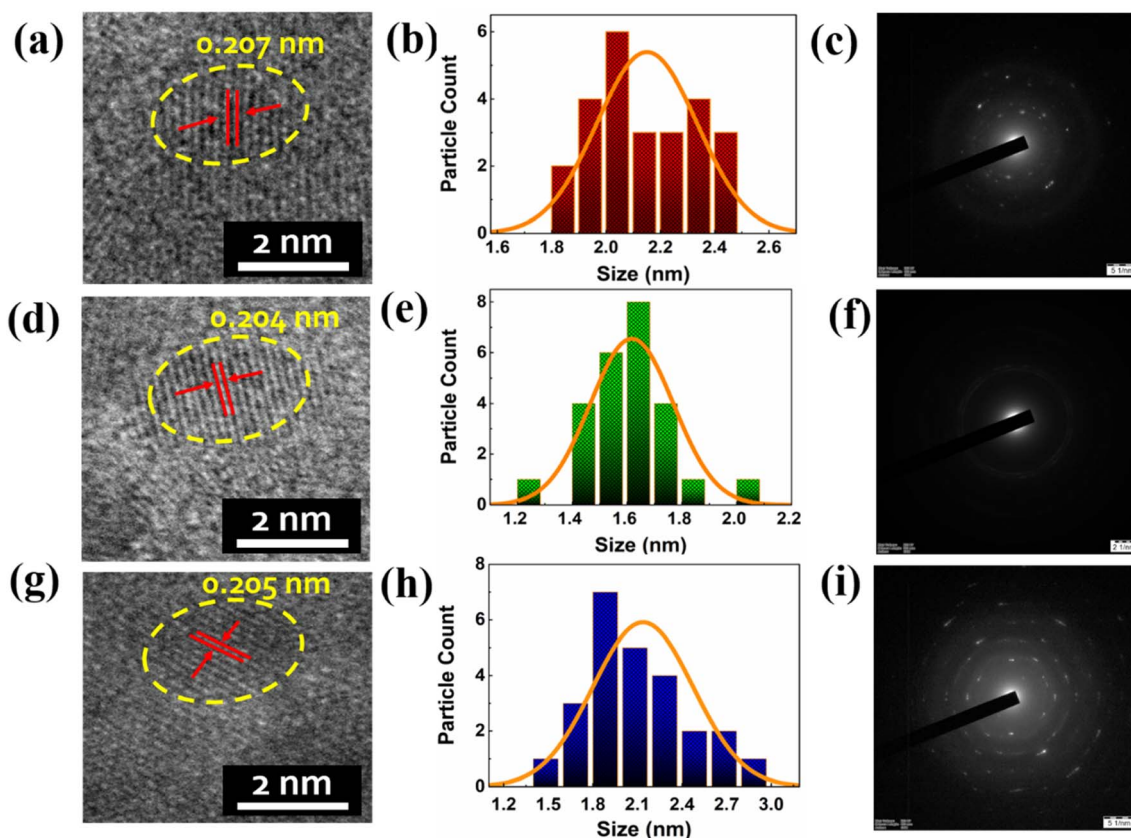 (a)
0.207 nm
2 nm
(b)
6
4
2
0
Particle Count
1.6 1.8 2.0 2.2 2.4 2.6
Size (nm)
(c)
5 1/nm
(d)
0.204 nm
2 nm
(e)
8
6
4
2
0
Particle Count
1.2 1.4 1.6 1.8 2.0 2.2
Size (nm)
(f)
2 1/nm
(g)
0.205 nm
2 nm
(h)
8
6
4
2
0
Particle Count
1.2 1.5 1.8 2.1 2.4 2.7 3.0
Size (nm)
(i)
5 1/nm